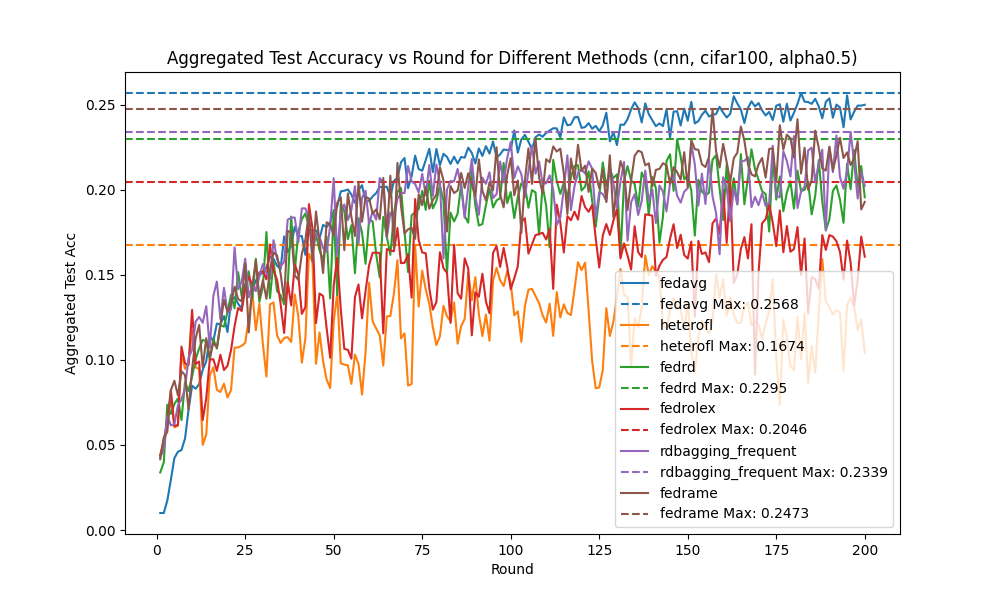 Aggregated Test Accuracy vs Round for Different Methods (cnn, cifar100, alpha0.5)
Aggregated Test Acc
0.25
0.20
0.15
0.10
0.05
0.00
fedavg
fedavg Max: 0.2568
heterofl
heterofl Max: 0.1674
fedrd
fedrd Max: 0.2295
fedrolex
fedrolex Max: 0.2046
rdbagging_frequent
rdbagging_frequent Max: 0.2339
fedrame
fedrame Max: 0.2473
0 25 50 75 100 125 150 175 200
Round